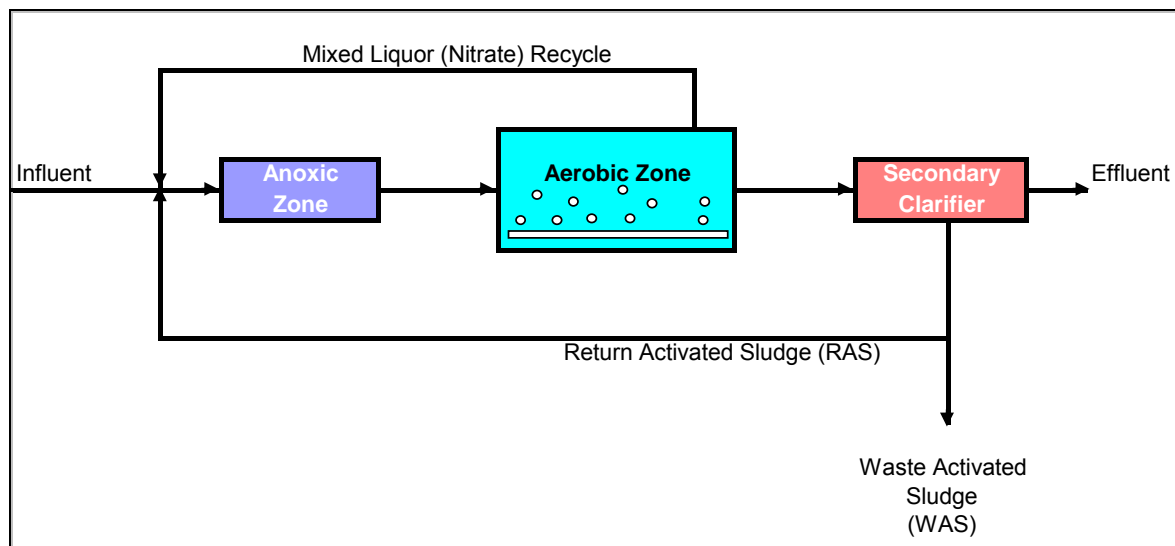 Mixed Liquor (Nitrate) Recycle
Influent
Anoxic
Zone
Aerobic Zone
Secondary
Clarifier
Effluent
Return Activated Sludge (RAS)
Waste Activated
Sludge
(WAS)